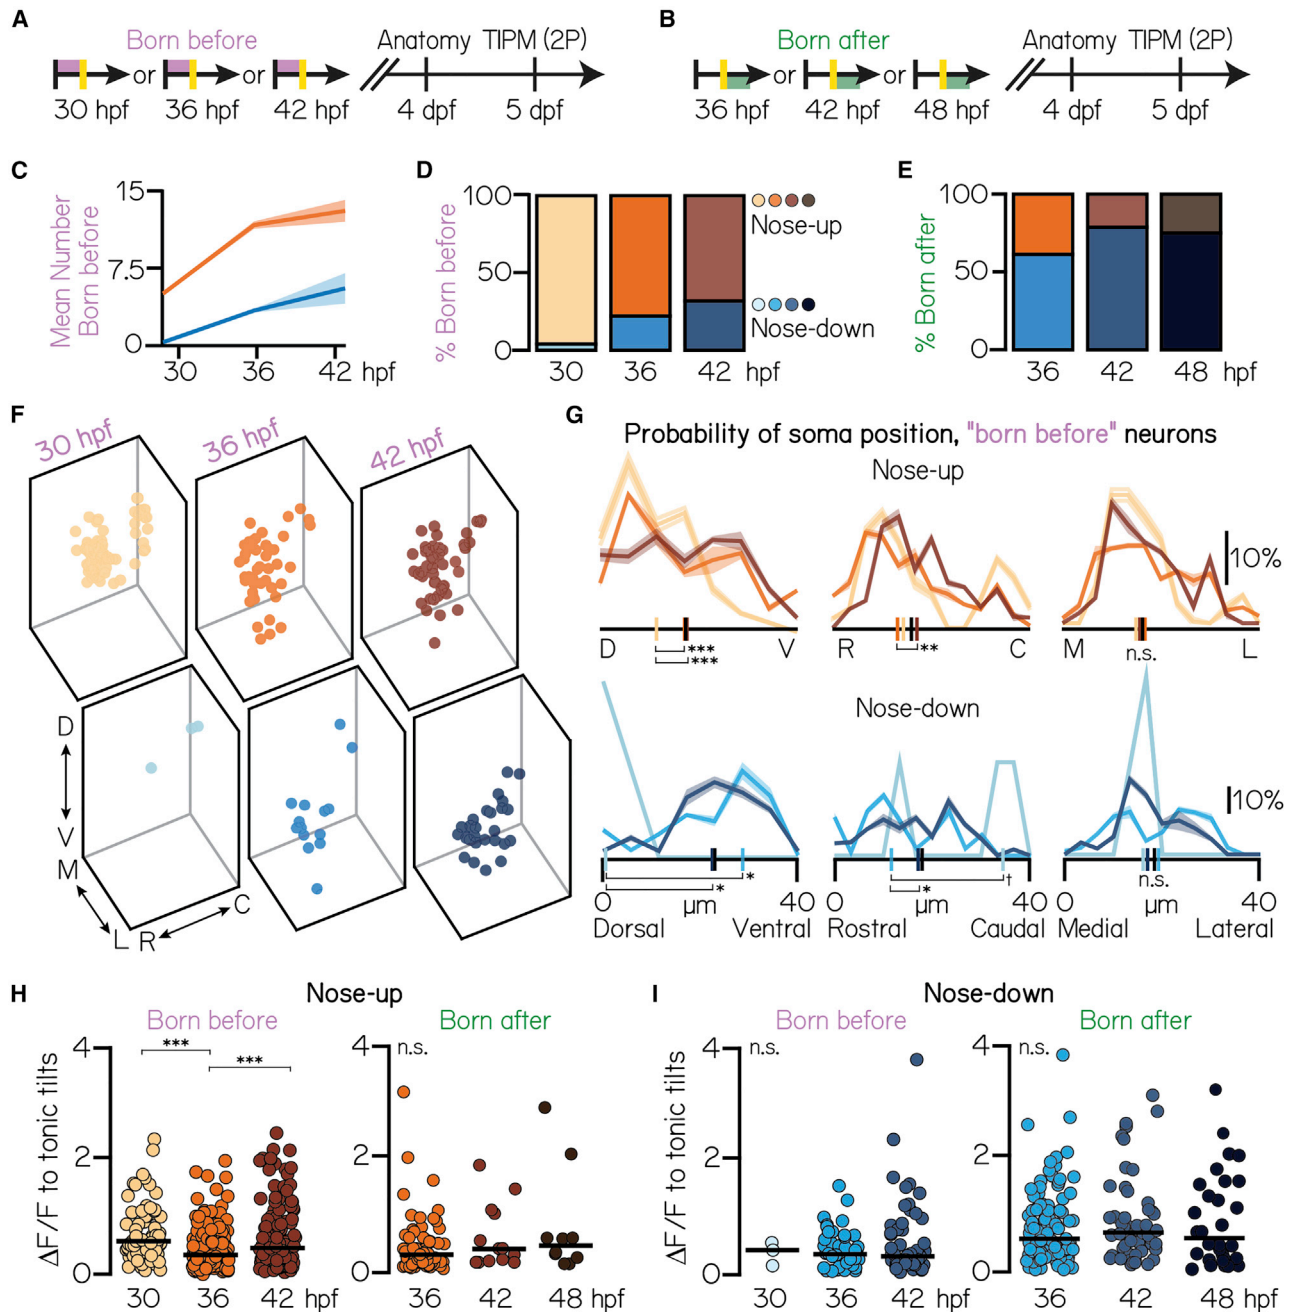 A
Born before
or
or
30 hpf
36 hpf
42 hpf
Anatomy TIPM (2P)
4 dpf
5 dpf
B
Born after
or
or
36 hpf
42 hpf
48 hpf
Anatomy TIPM (2P)
4 dpf
5 dpf
C
Mean Number
Born before
15
7.5
0
30 36 42 hpf
D
% Born before
100
50
0
30 36 42 hpf
Nose-up
Nose-down
E
% Born after
100
50
0
36 42 48 hpf
F
30 hpf
36 hpf
42 hpf
D
V
M
L
R
C
G
Probability of soma position, "born before" neurons
Nose-up
10%
D V
***
***
R C
**
M L
n.s.
Nose-down
10%
*
*
0 µm 40
Dorsal Ventral
†
*
0 µm 40
Rostral Caudal
n.s.
0 µm 40
Medial Lateral
H
Nose-up
Born before
ΔF/F to tonic tilts
4
2
0
***
***
30 36 42 hpf
Born after
4
2
0
n.s.
36 42 48 hpf
I
Nose-down
Born before
ΔF/F to tonic tilts
4
2
0
n.s.
30 36 42 hpf
Born after
4
2
0
n.s.
36 42 48 hpf